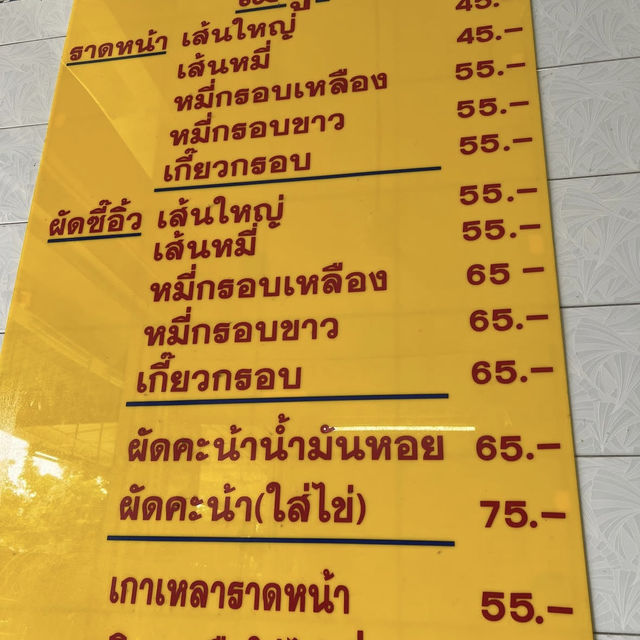 ราดหน้า เส้นใหญ่ 45.-
เส้นหมี่ 45.-
หมี่กรอบเหลือง 55.-
หมี่กรอบขาว 55.-
เกี๊ยวกรอบ 55.-
ผัดซี๊อิ้ว เส้นใหญ่ 55.-
เส้นหมี่ 55.-
หมี่กรอบเหลือง 65 -
หมี่กรอบขาว 65.-
เกี๊ยวกรอบ 65.-
ผัดคะน้าน้ำมันหอย 65.-
ผัดคะน้า(ใส่ไข่) 75.-
เกาเหลาราดหน้า 55.-